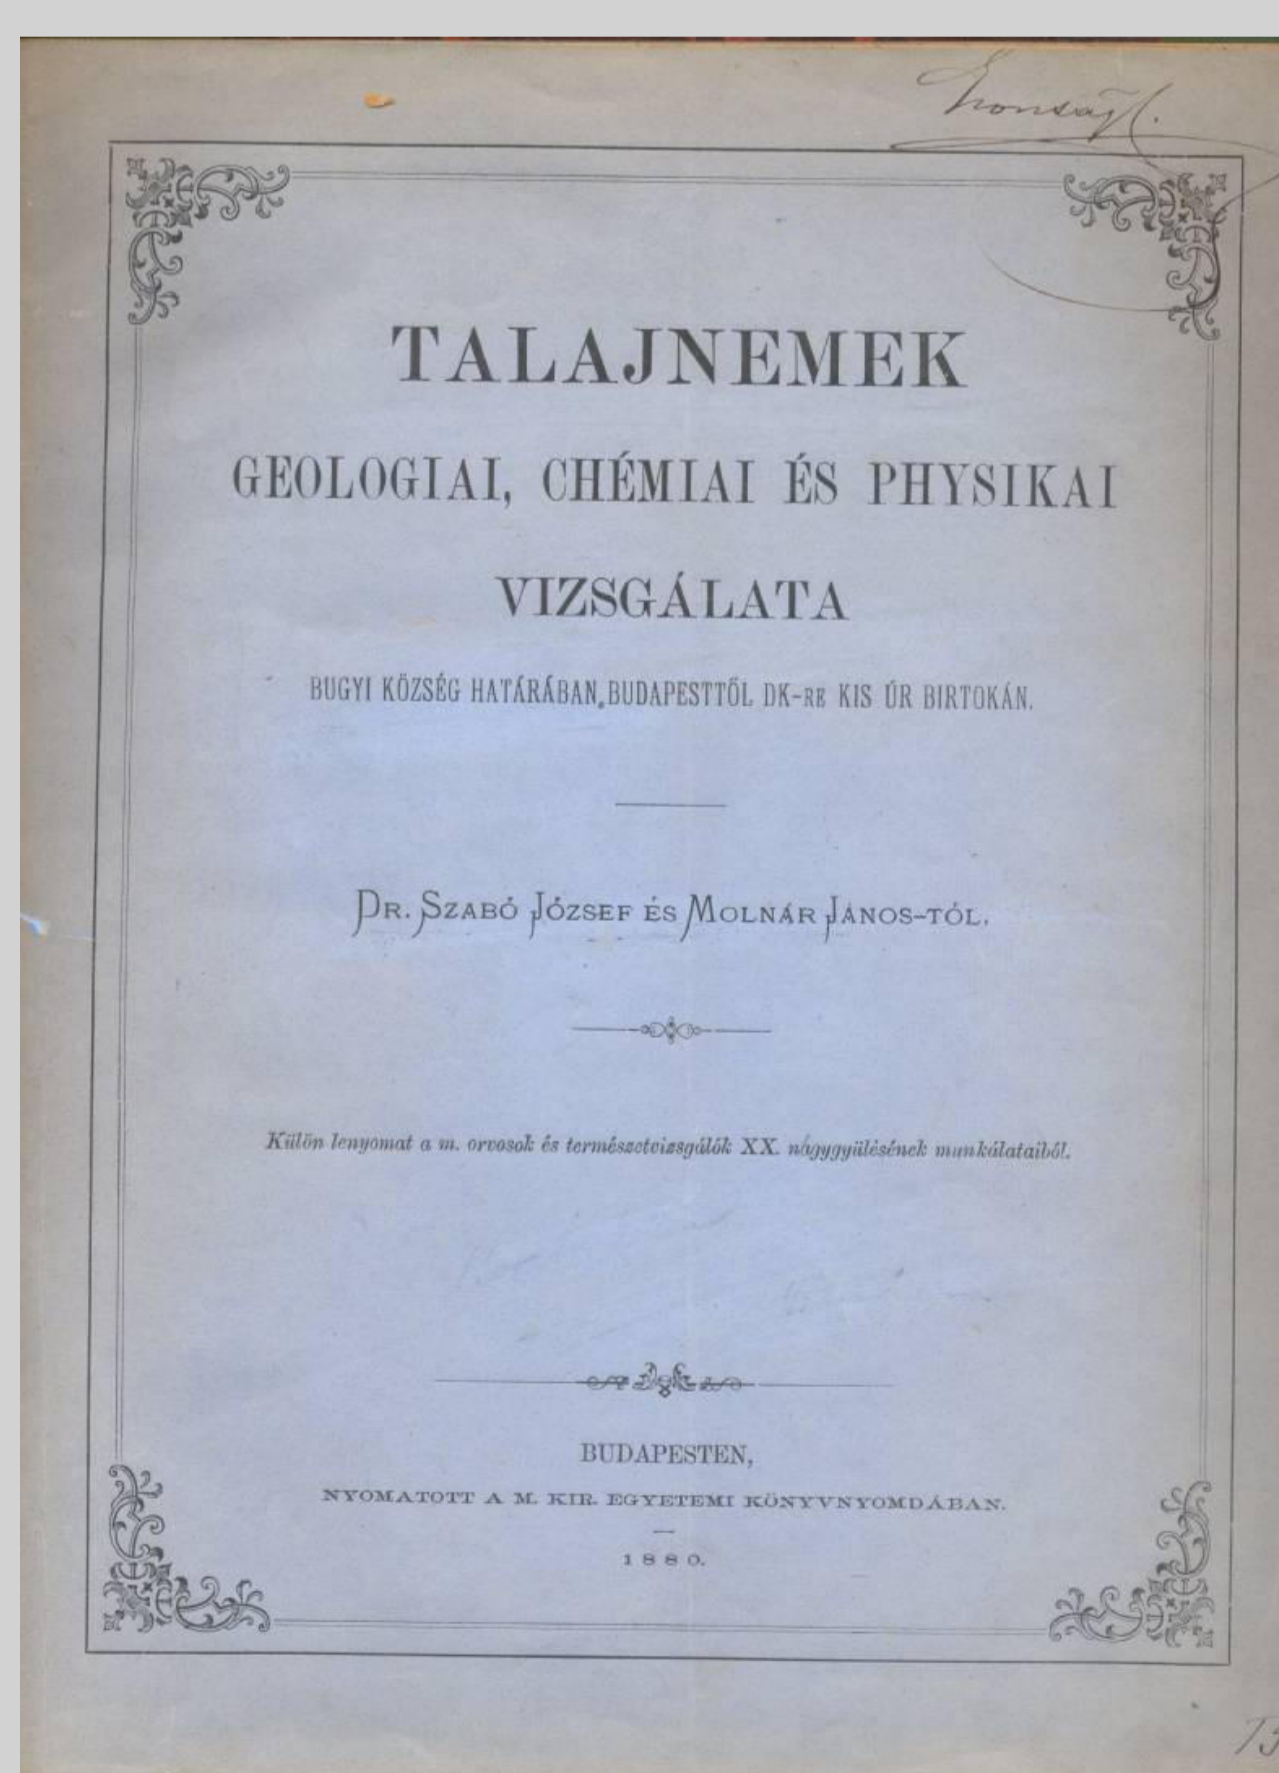 TALAJNEMEK
GEOLOGIAI, CHÉMIAI ÉS PHYSIKAI
VIZSGÁLATA
BUGYI KÖZSÉG HATÁRÁBAN, BUDAPESTTŐL DK-RE KIS ÚR BIRTOKÁN.
DR. SZABÓ JÓZSEF ÉS MOLNÁR JÁNOS-TÓL.
Külön lenyomat a m. orvosok és természetvizsgálók XX. nagygyülésének munkálataiból.
BUDAPESTEN,
NYOMATOTT A M. KIR. EGYETEMI KÖNYVNYOMDÁBAN.
1880.